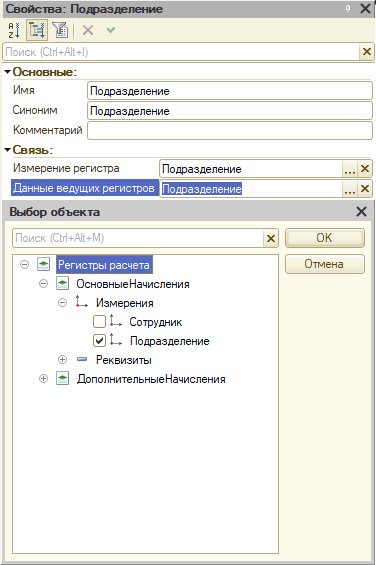 Свойства: Подразделение
Поиск (Ctrl+Alt+I)
Основные:
Имя Подразделение
Синоним Подразделение
Комментарий
Связь:
Измерение регистра Подразделение ...
Данные ведущих регистров Подразделение ...
Выбор объекта
Поиск (Ctrl+Alt+M) OK
Отмена
Регистры расчета
ОсновныеНачисления
Измерения
Сотрудник
Подразделение
Реквизиты
ДополнительныеНачисления